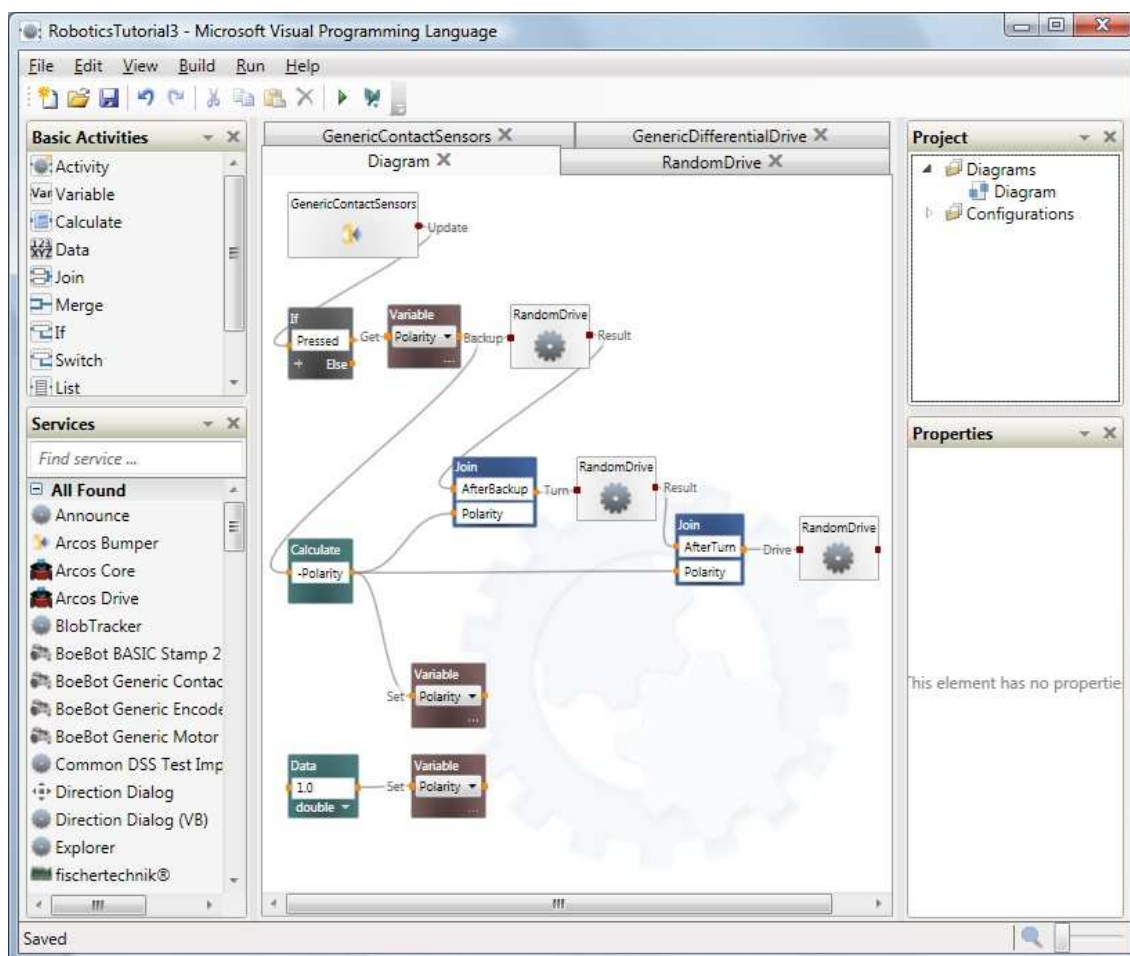 RoboticsTutorial3 - Microsoft Visual Programming Language
File Edit View Build Run Help
Basic Activities
Activity
Var Variable
Calculate
123 XYZ Data
Join
Merge
If
Switch
List
Services
Find service ...
All Found
Announce
Arcos Bumper
Arcos Core
Arcos Drive
BlobTracker
BoeBot BASIC Stamp 2
BoeBot Generic Contac
BoeBot Generic Encode
BoeBot Generic Motor
Common DSS Test Imp
Direction Dialog
Direction Dialog (VB)
Explorer
fischertechnik®
GenericContactSensors GenericDifferentialDrive
Diagram RandomDrive
GenericContactSensors
Update
If
Pressed
Else
Get
Variable
Polarity
...
Backup
RandomDrive
Result
Join
AfterBackup
Polarity
Turn
RandomDrive
Result
Join
AfterTurn
Polarity
Drive
RandomDrive
Calculate
-Polarity
Set
Variable
Polarity
...
Data
1.0
double
Set
Variable
Polarity
...
Project
Diagrams
Diagram
Configurations
Properties
This element has no propertie
Saved